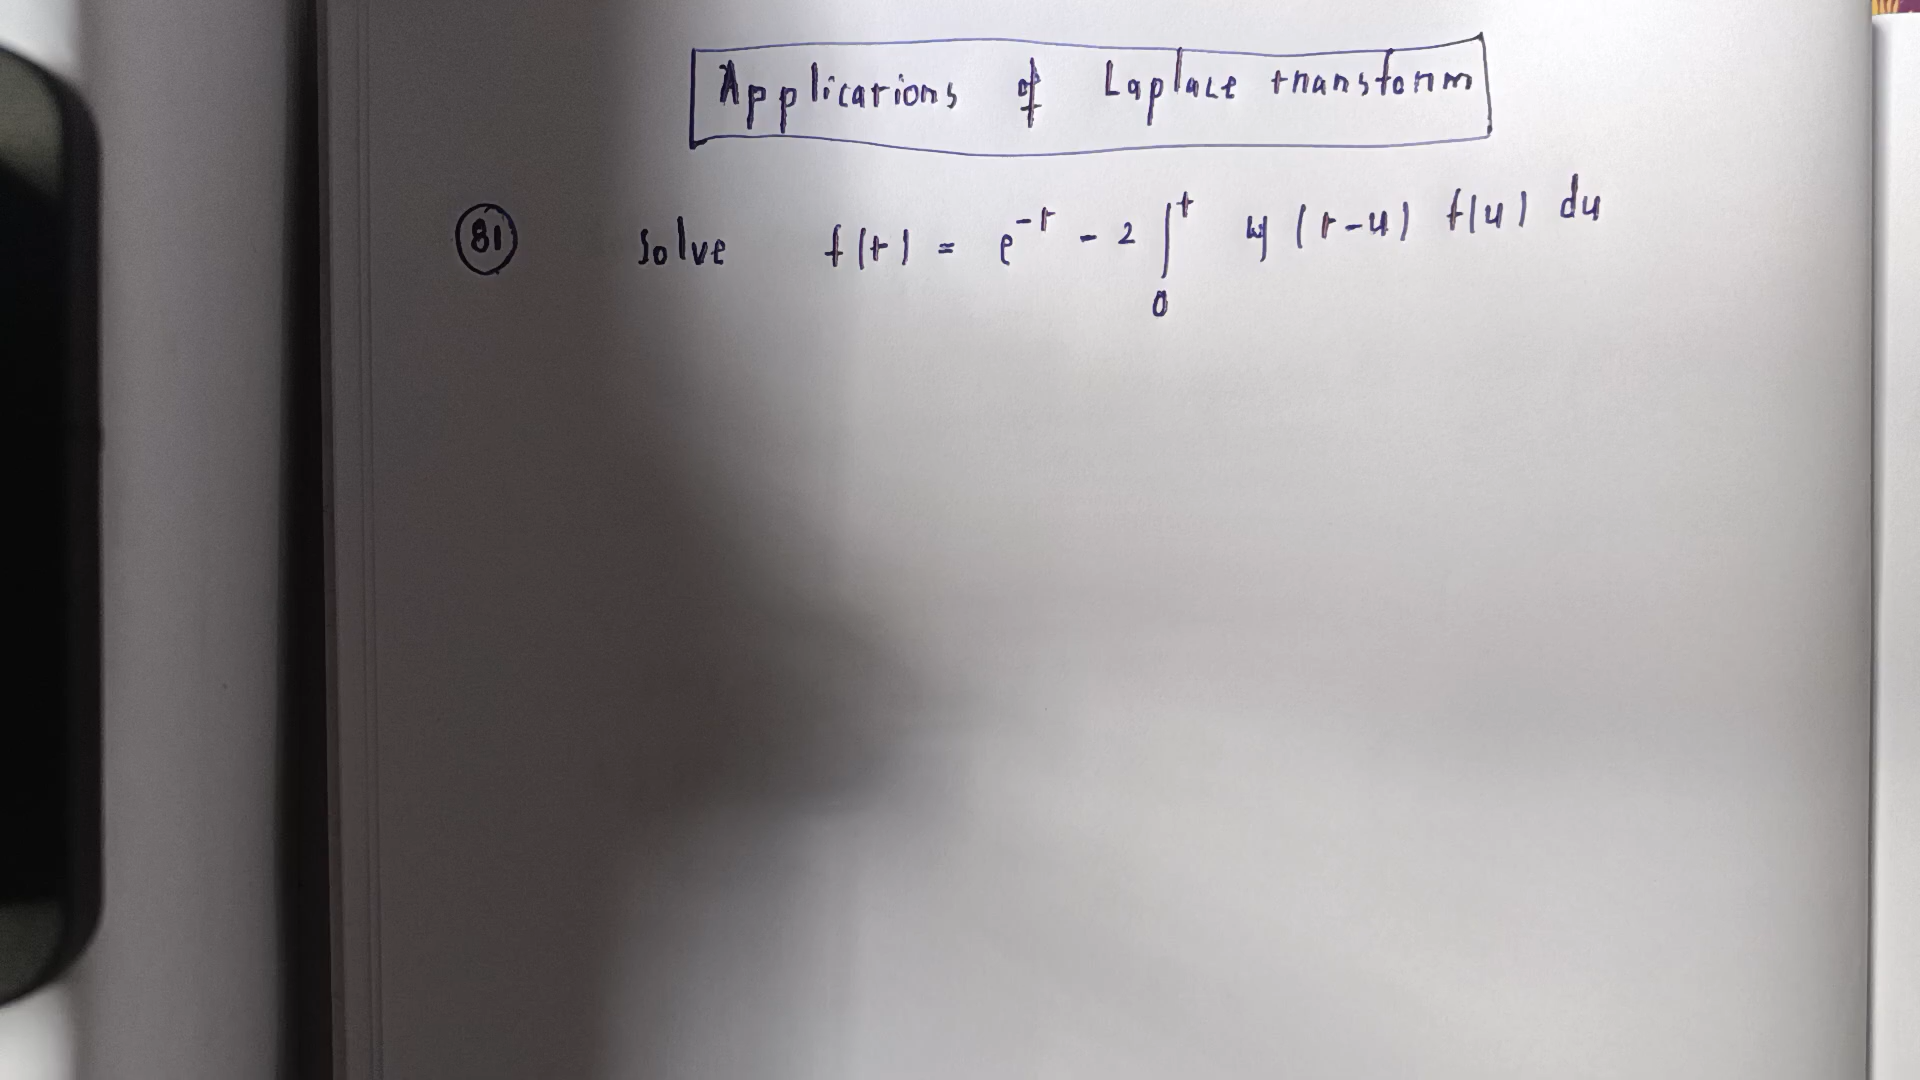 Applications of Laplace transform
81 Solve f(t) = e^{-t} - 2 ∫_0^t cos (t-u) f(u) du